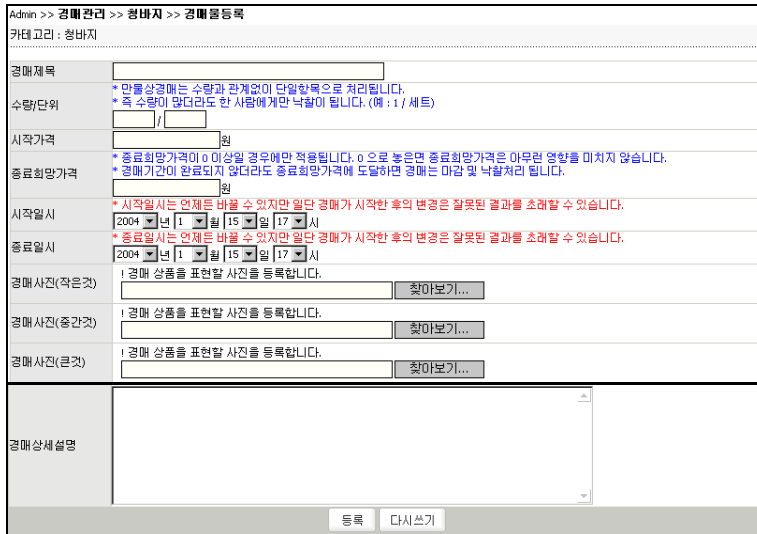 Admin >> 경매관리 >> 청바지 >> 경매물등록
카테고리 : 청바지
경매제목
수량/단위
* 만물상경매는 수량과 관계없이 단일항목으로 처리됩니다.
* 즉 수량이 많더라도 한 사람에게만 낙찰이 됩니다. (예 : 1 / 세트)
/
시작가격
원
종료희망가격
* 종료희망가격이 0 이상일 경우에만 적용됩니다. 0 으로 놓은면 종료희망가격은 아무런 영향을 미치지 않습니다.
* 경매기간이 완료되지 않더라도 종료희망가격에 도달하면 경매는 마감 및 낙찰처리 됩니다.
원
시작일시
* 시작일시는 언제든 바꿀 수 있지만 일단 경매가 시작한 후의 변경은 잘못된 결과를 초래할 수 있습니다.
2004 년 1 월 15 일 17 시
종료일시
* 종료일시는 언제든 바꿀 수 있지만 일단 경매가 시작한 후의 변경은 잘못된 결과를 초래할 수 있습니다.
2004 년 1 월 15 일 17 시
경매사진(작은것)
! 경매 상품을 표현할 사진을 등록합니다.
찾아보기...
경매사진(중간것)
! 경매 상품을 표현할 사진을 등록합니다.
찾아보기...
경매사진(큰것)
! 경매 상품을 표현할 사진을 등록합니다.
찾아보기...
경매상세설명
등록 다시쓰기